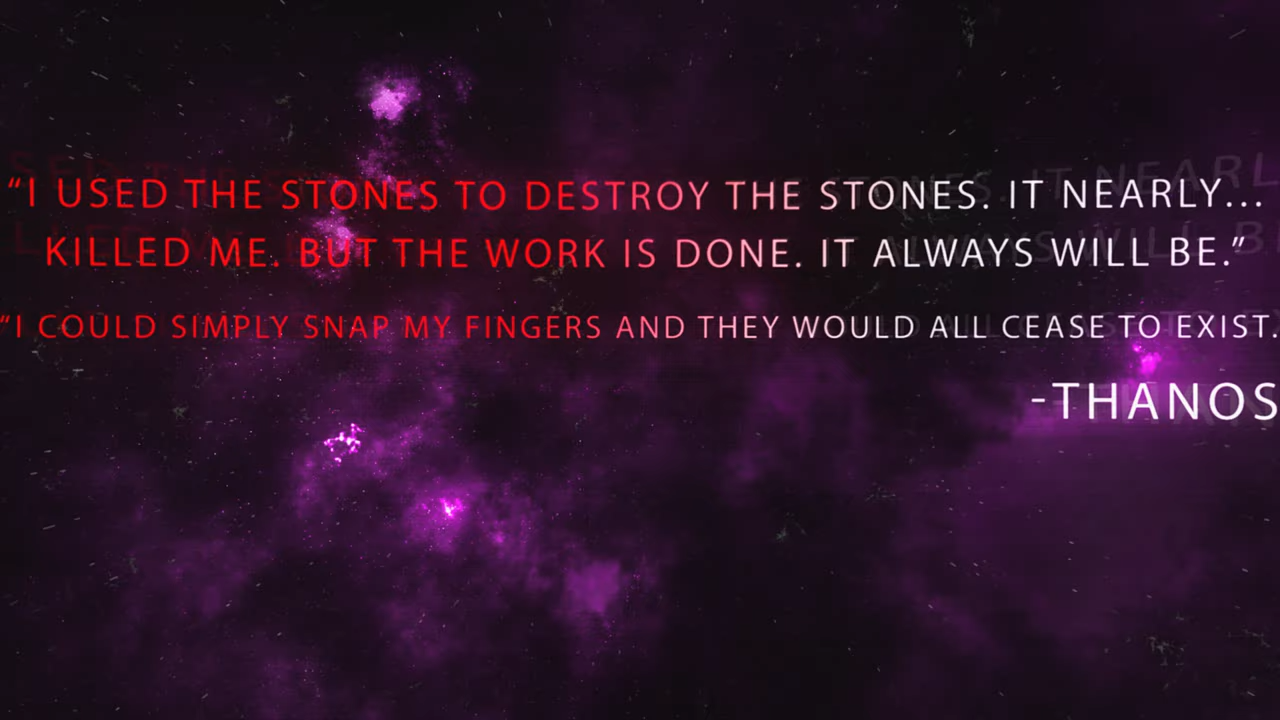 “I USED THE STONES TO DESTROY THE STONES. IT NEARLY...
KILLED ME. BUT THE WORK IS DONE. IT ALWAYS WILL BE.”
“I COULD SIMPLY SNAP MY FINGERS AND THEY WOULD ALL CEASE TO EXIST.
-THANOS